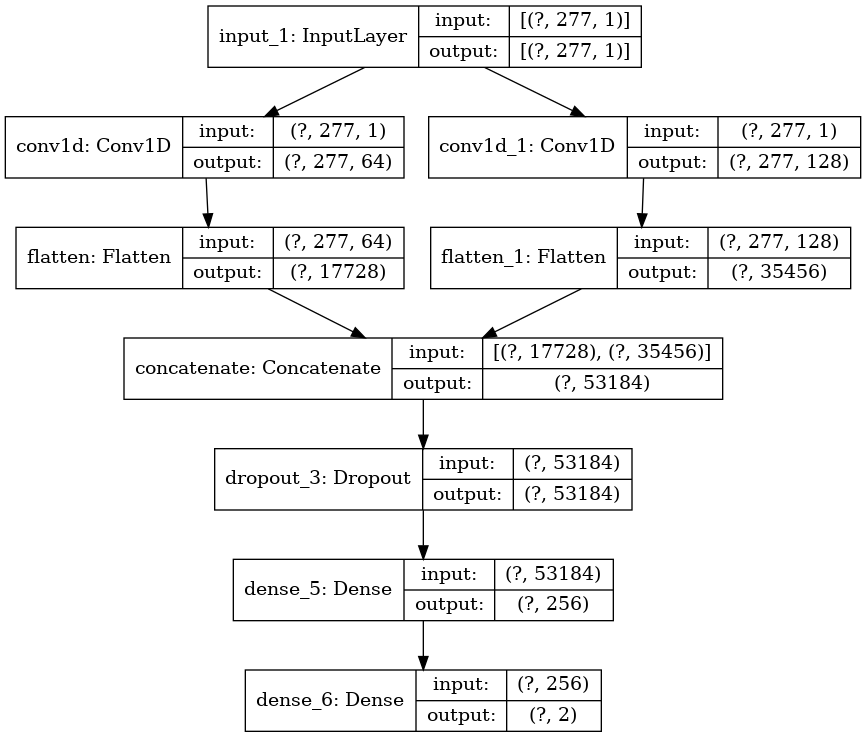 input_1: InputLayer
input: [(?, 277, 1)]
output: [(?, 277, 1)]
conv1d: Conv1D
input: (?, 277, 1)
output: (?, 277, 64)
conv1d_1: Conv1D
input: (?, 277, 1)
output: (?, 277, 128)
flatten: Flatten
input: (?, 277, 64)
output: (?, 17728)
flatten_1: Flatten
input: (?, 277, 128)
output: (?, 35456)
concatenate: Concatenate
input: [(?, 17728), (?, 35456)]
output: (?, 53184)
dropout_3: Dropout
input: (?, 53184)
output: (?, 53184)
dense_5: Dense
input: (?, 53184)
output: (?, 256)
dense_6: Dense
input: (?, 256)
output: (?, 2)